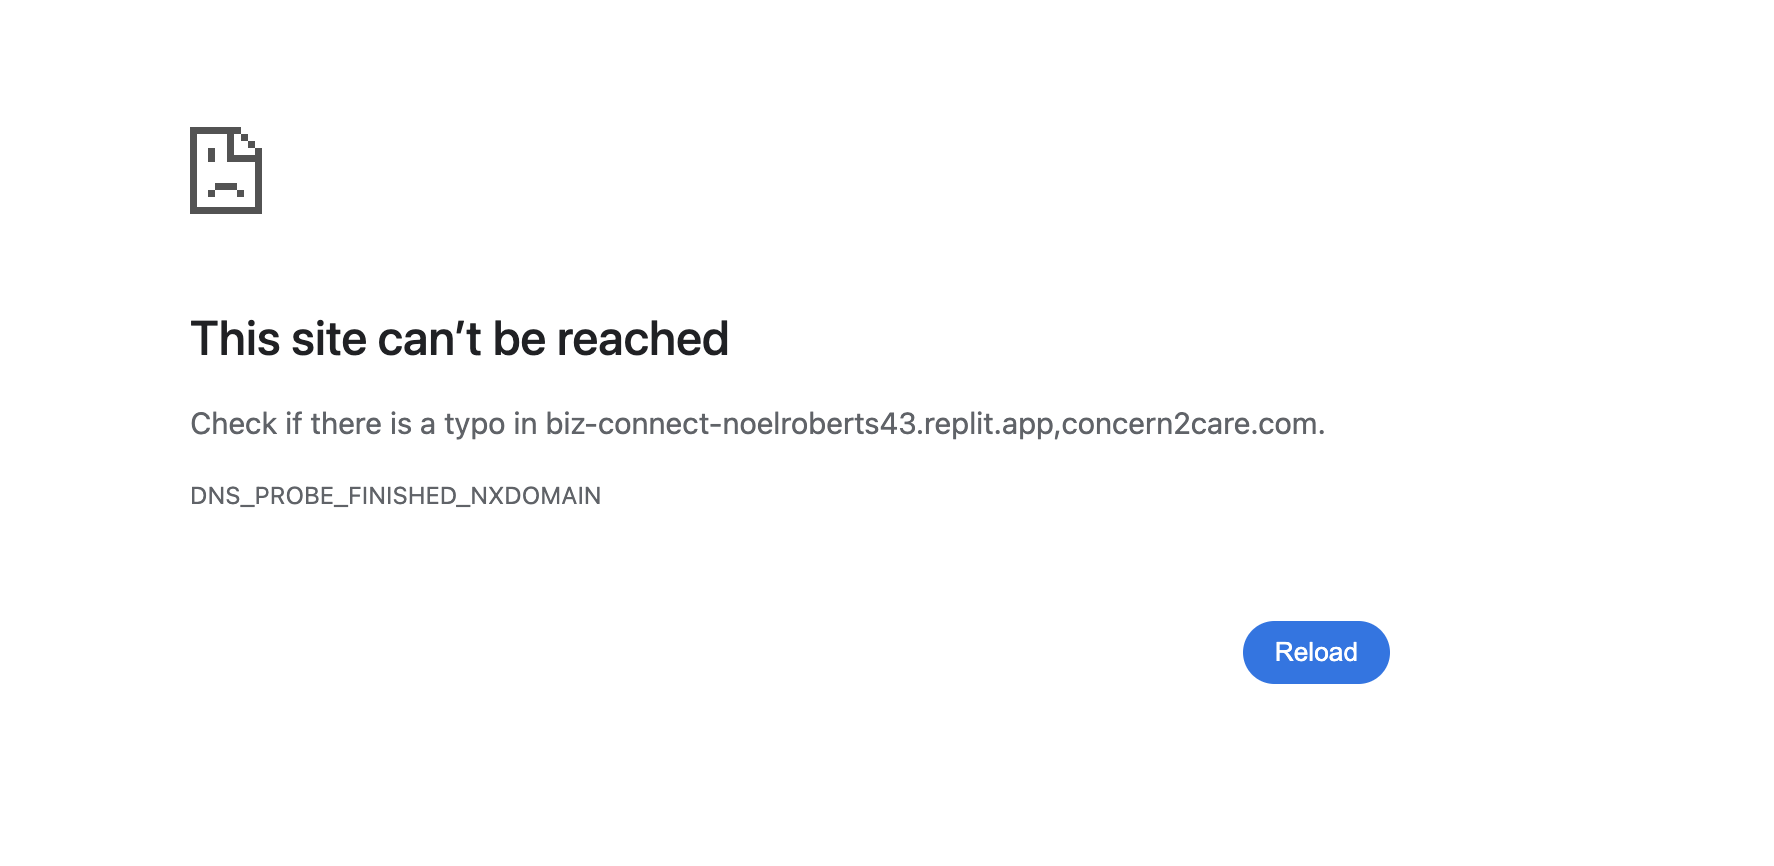 This site can’t be reached
Check if there is a typo in biz-connect-noelroberts43.replit.app,concern2care.com.
DNS_PROBE_FINISHED_NXDOMAIN
Reload